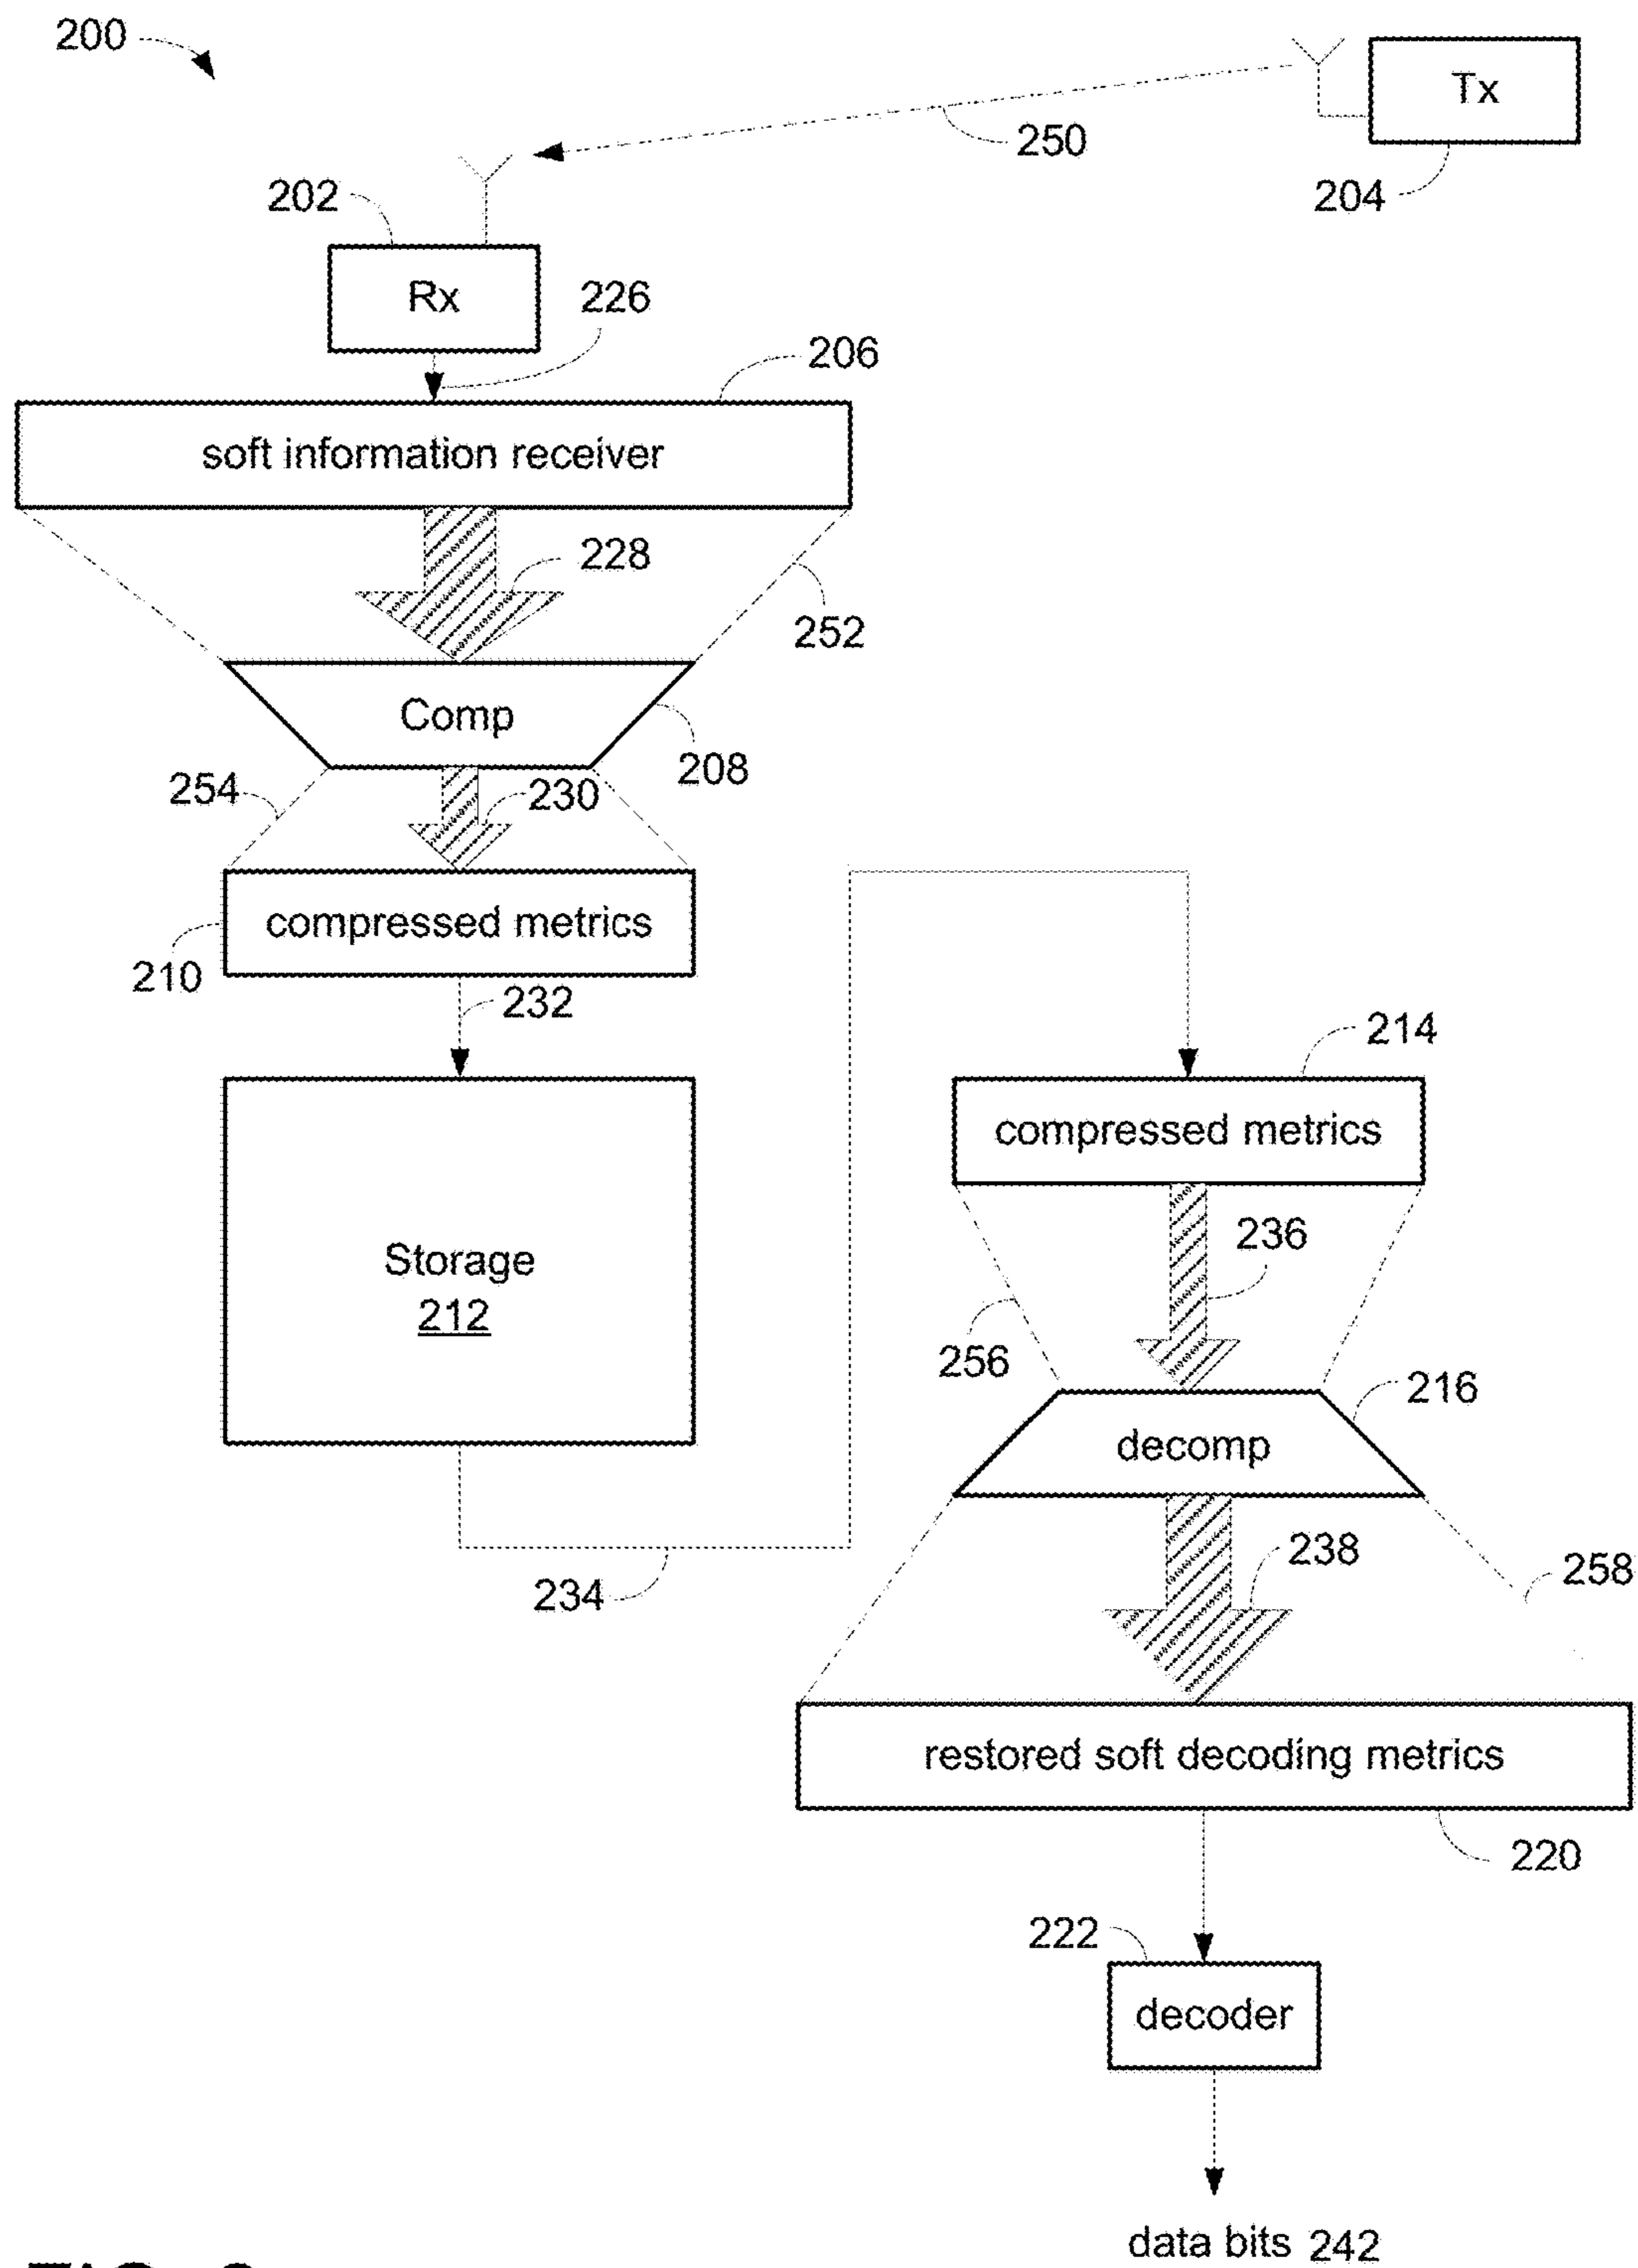 200
Tx
250
204
202
Rx
226
206
soft information receiver
228
252
Comp
208
254
230
compressed metrics
210
232
214
compressed metrics
Storage
212
236
256
216
decomp
238
258
234
restored soft decoding metrics
220
222
decoder
data bits 242